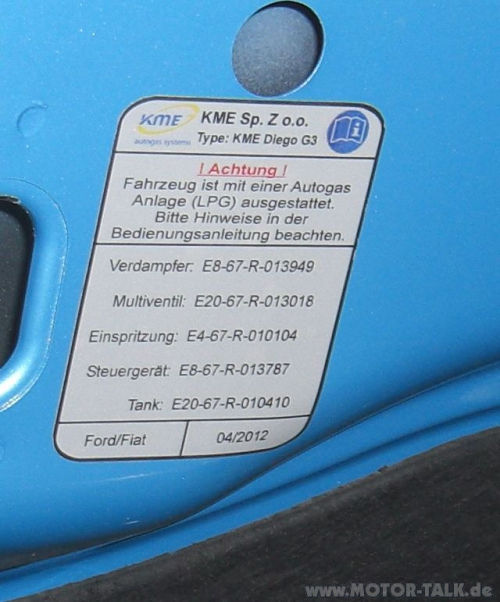 KME
autogas systems
KME Sp. Z o.o.
Type: KME Diego G3
! Achtung !
Fahrzeug ist mit einer Autogas
Anlage (LPG) ausgestattet.
Bitte Hinweise in der
Bedienungsanleitung beachten.
Verdampfer: E8-67-R-013949
Multiventil: E20-67-R-013018
Einspritzung: E4-67-R-010104
Steuergerät: E8-67-R-013787
Tank: E20-67-R-010410
Ford/Fiat 04/2012
www.MOTOR-TALK.de